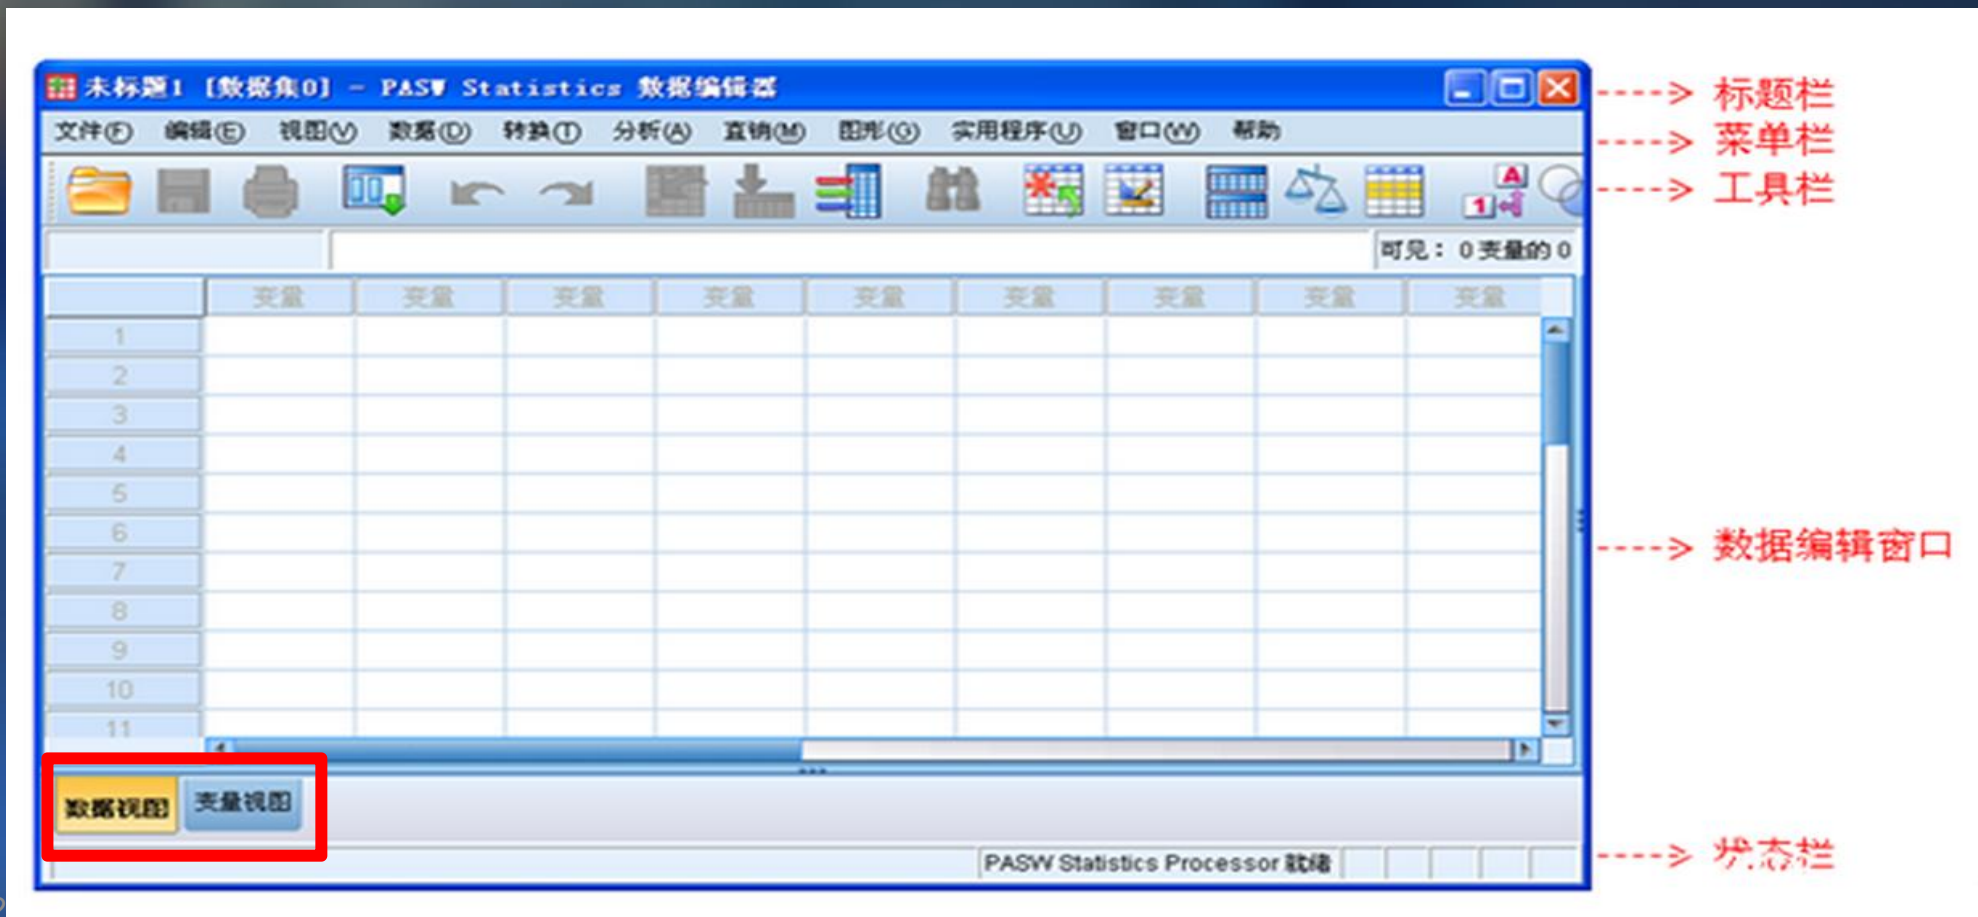 未标题1 [数据集0] - PASW Statistics 数据编辑器
标题栏
文件(F) 编辑(E) 视图(V) 数据(D) 转换(T) 分析(A) 直销(M) 图形(G) 实用程序(U) 窗口(W) 帮助
菜单栏
A
1
工具栏
可见: 0 变量的 0
变量 变量 变量 变量 变量 变量 变量 变量 变量
1
2
3
4
5
6
数据编辑窗口
7
8
9
10
11
数据视图 变量视图
PASW Statistics Processor 就绪
状态栏